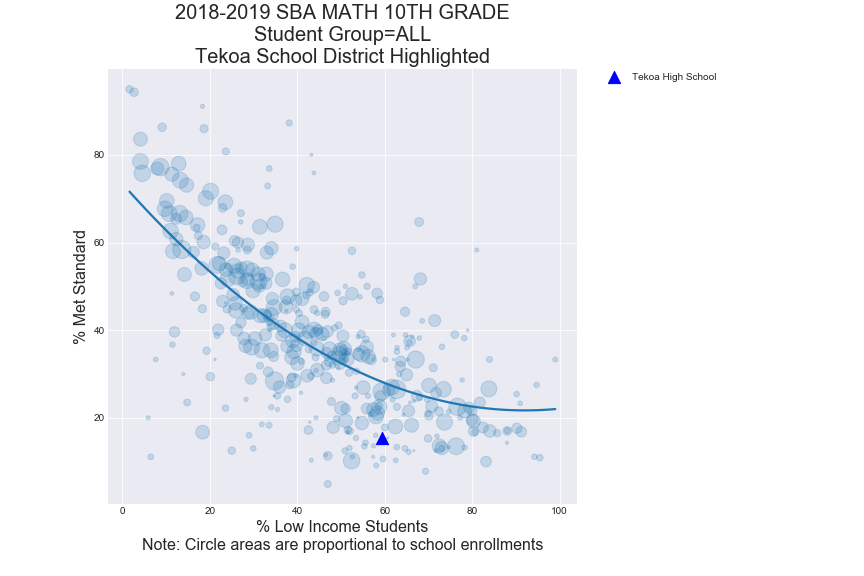 2018-2019 SBA MATH 10TH GRADE
Student Group=ALL
Tekoa School District Highlighted
Tekoa High School
% Met Standard
80
60
40
20
0 20 40 60 80 100
% Low Income Students
Note: Circle areas are proportional to school enrollments